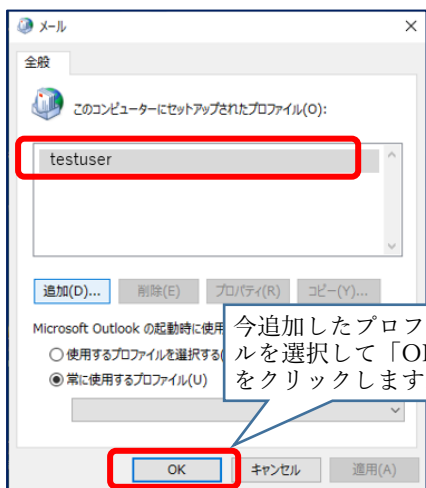 メール
全般
このコンピューターにセットアップされたプロファイル(O):
testuser
追加(D)... 削除(E) プロパティ(R) コピー(Y)...
Microsoft Outlook の起動時に使用
使用するプロファイルを選択する(
常に使用するプロファイル(U)
今追加したプロフ
ルを選択して「O
をクリックします
OK キャンセル 適用(A)